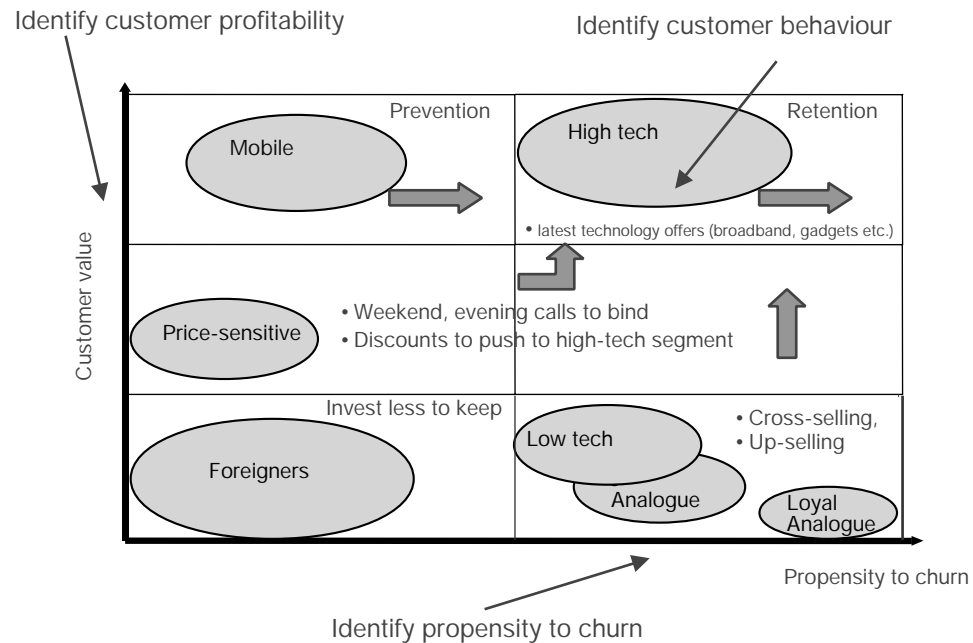 Identify customer profitability
Identify customer behaviour
Prevention
Retention
Mobile
High tech
• latest technology offers (broadband, gadgets etc.)
Customer value
Price-sensitive
• Weekend, evening calls to bind
• Discounts to push to high-tech segment
Invest less to keep
• Cross-selling,
• Up-selling
Low tech
Foreigners
Analogue
Loyal
Analogue
Propensity to churn
Identify propensity to churn